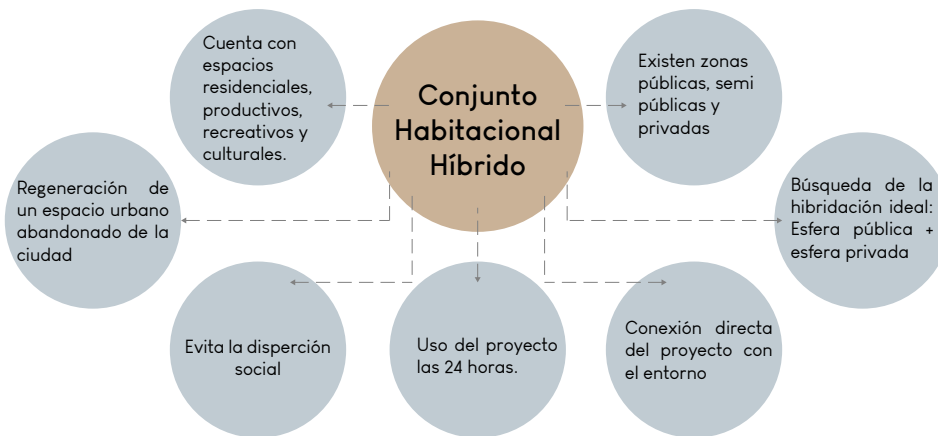 Conjunto
Habitacional
Híbrido
Cuenta con
espacios
residenciales,
productivos,
recreativos y
culturales.
Existen zonas
públicas, semi
públicas y
privadas
Regeneración de
un espacio urbano
abandonado de la
ciudad
Búsqueda de la
hibridación ideal:
Esfera pública +
esfera privada
Evita la disperción
social
Uso del proyecto
las 24 horas.
Conexión directa
del proyecto con
el entorno